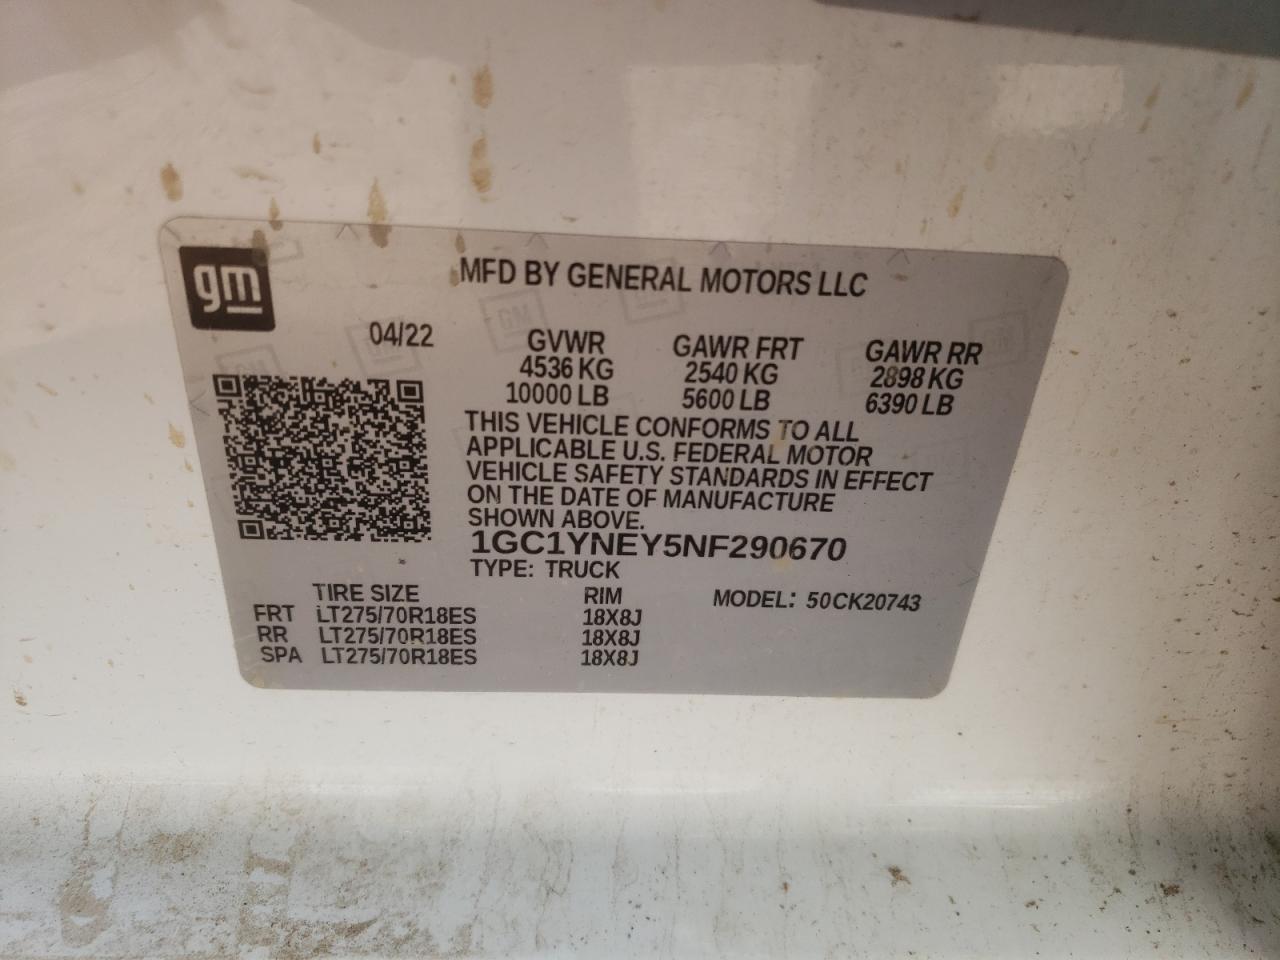 gm
MFD BY GENERAL MOTORS LLC
04/22
GVWR GAWR FRT GAWR RR
4536 KG 2540 KG 2898 KG
10000 LB 5600 LB 6390 LB
THIS VEHICLE CONFORMS TO ALL
APPLICABLE U.S. FEDERAL MOTOR
VEHICLE SAFETY STANDARDS IN EFFECT
ON THE DATE OF MANUFACTURE
SHOWN ABOVE.
1GC1YNEY5NF290670
TYPE: TRUCK
TIRE SIZE RIM MODEL: 50CK20743
FRT LT275/70R18ES 18X8J
RR LT275/70R18ES 18X8J
SPA LT275/70R18ES 18X8J